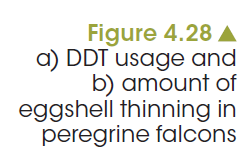 Figure 4.28 ▲
a) DDT usage and
b) amount of
eggshell thinning in
peregrine falcons